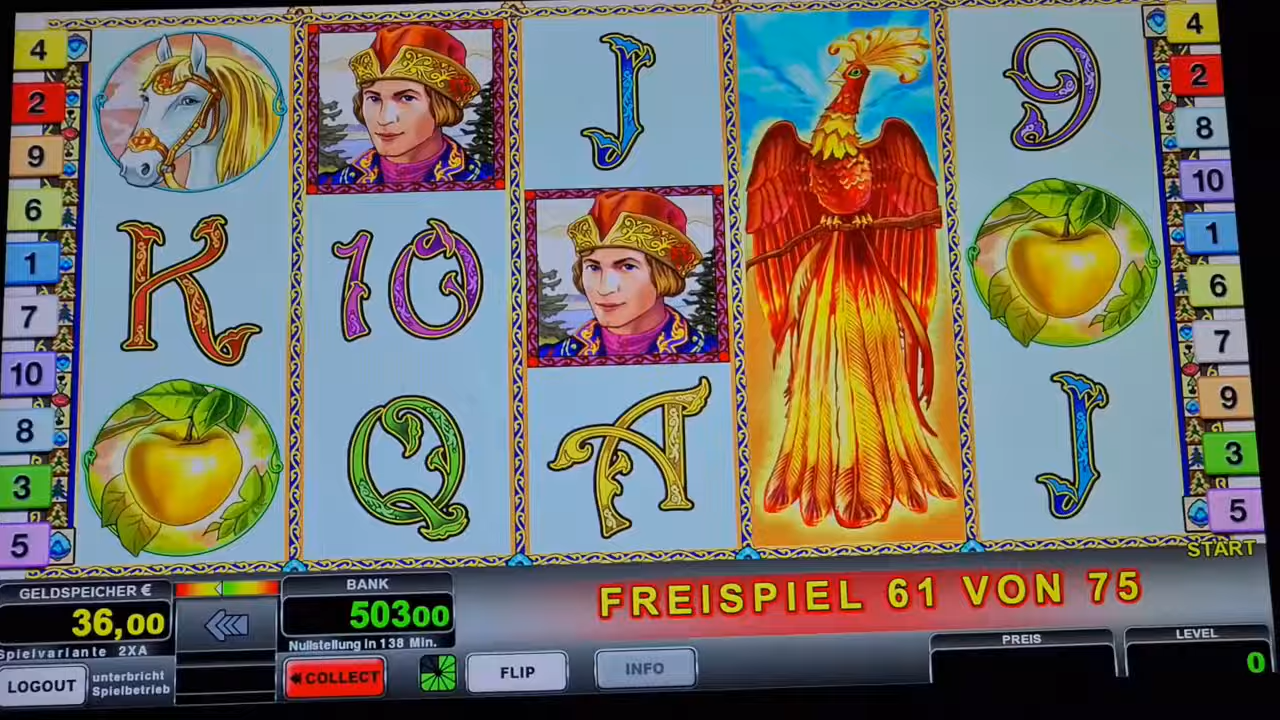 4
2
9
6
1
7
10
8
3
5
J
9
K
10
Q
A
J
4
2
8
10
1
6
7
9
3
5
START
GELDSPEICHER €
36,00
Spielvariante 2XA
LOGOUT
unterbricht
Spielbetrieb
BANK
50300
Nullstellung in 138 Min.
COLLECT
FLIP
INFO
FREISPIEL 61 VON 75
PREIS
LEVEL
0